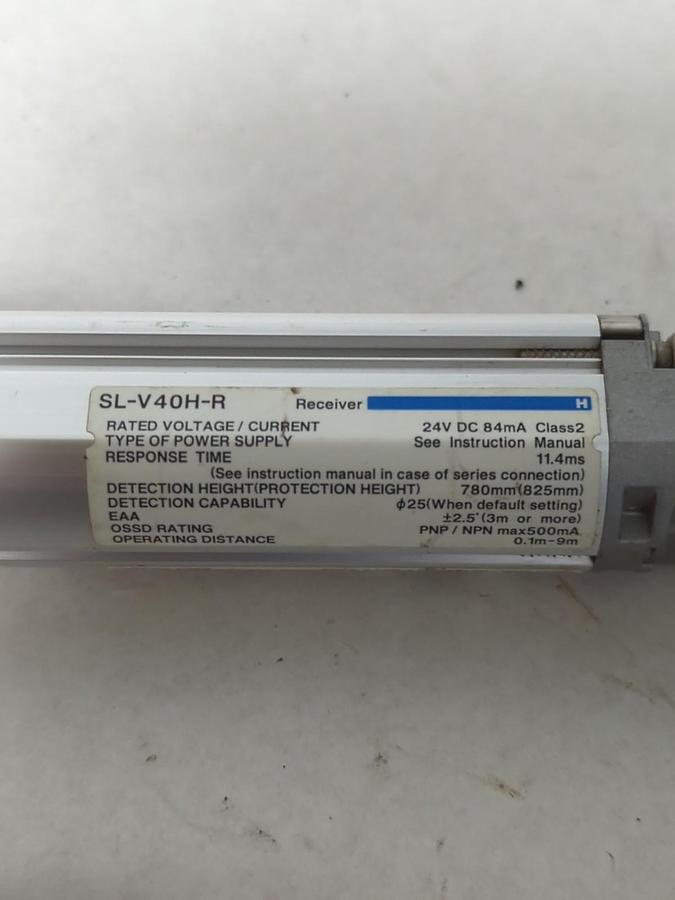 SL-V40H-R Receiver H
RATED VOLTAGE/CURRENT 24V DC 84mA Class2
TYPE OF POWER SUPPLY See Instruction Manual
RESPONSE TIME 11.4ms
(See instruction manual in case of series connection)
DETECTION HEIGHT(PROTECTION HEIGHT) 780mm(825mm)
DETECTION CAPABILITY ϕ25(When default setting)
EAA ±2.5°(3m or more)
OSSD RATING PNP/NPN max500mA
OPERATING DISTANCE 0.1m-9m